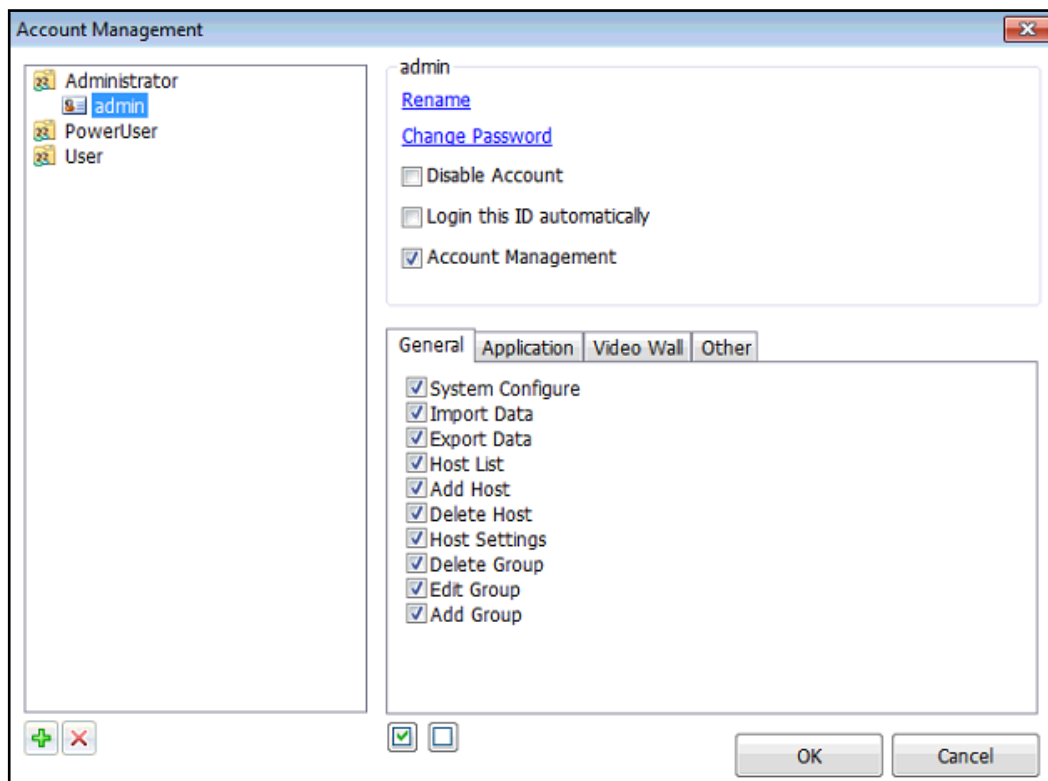 Account Management
Administrator
admin
PowerUser
User
admin
Rename
Change Password
Disable Account
Login this ID automatically
Account Management
General Application Video Wall Other
System Configure
Import Data
Export Data
Host List
Add Host
Delete Host
Host Settings
Delete Group
Edit Group
Add Group
OK Cancel